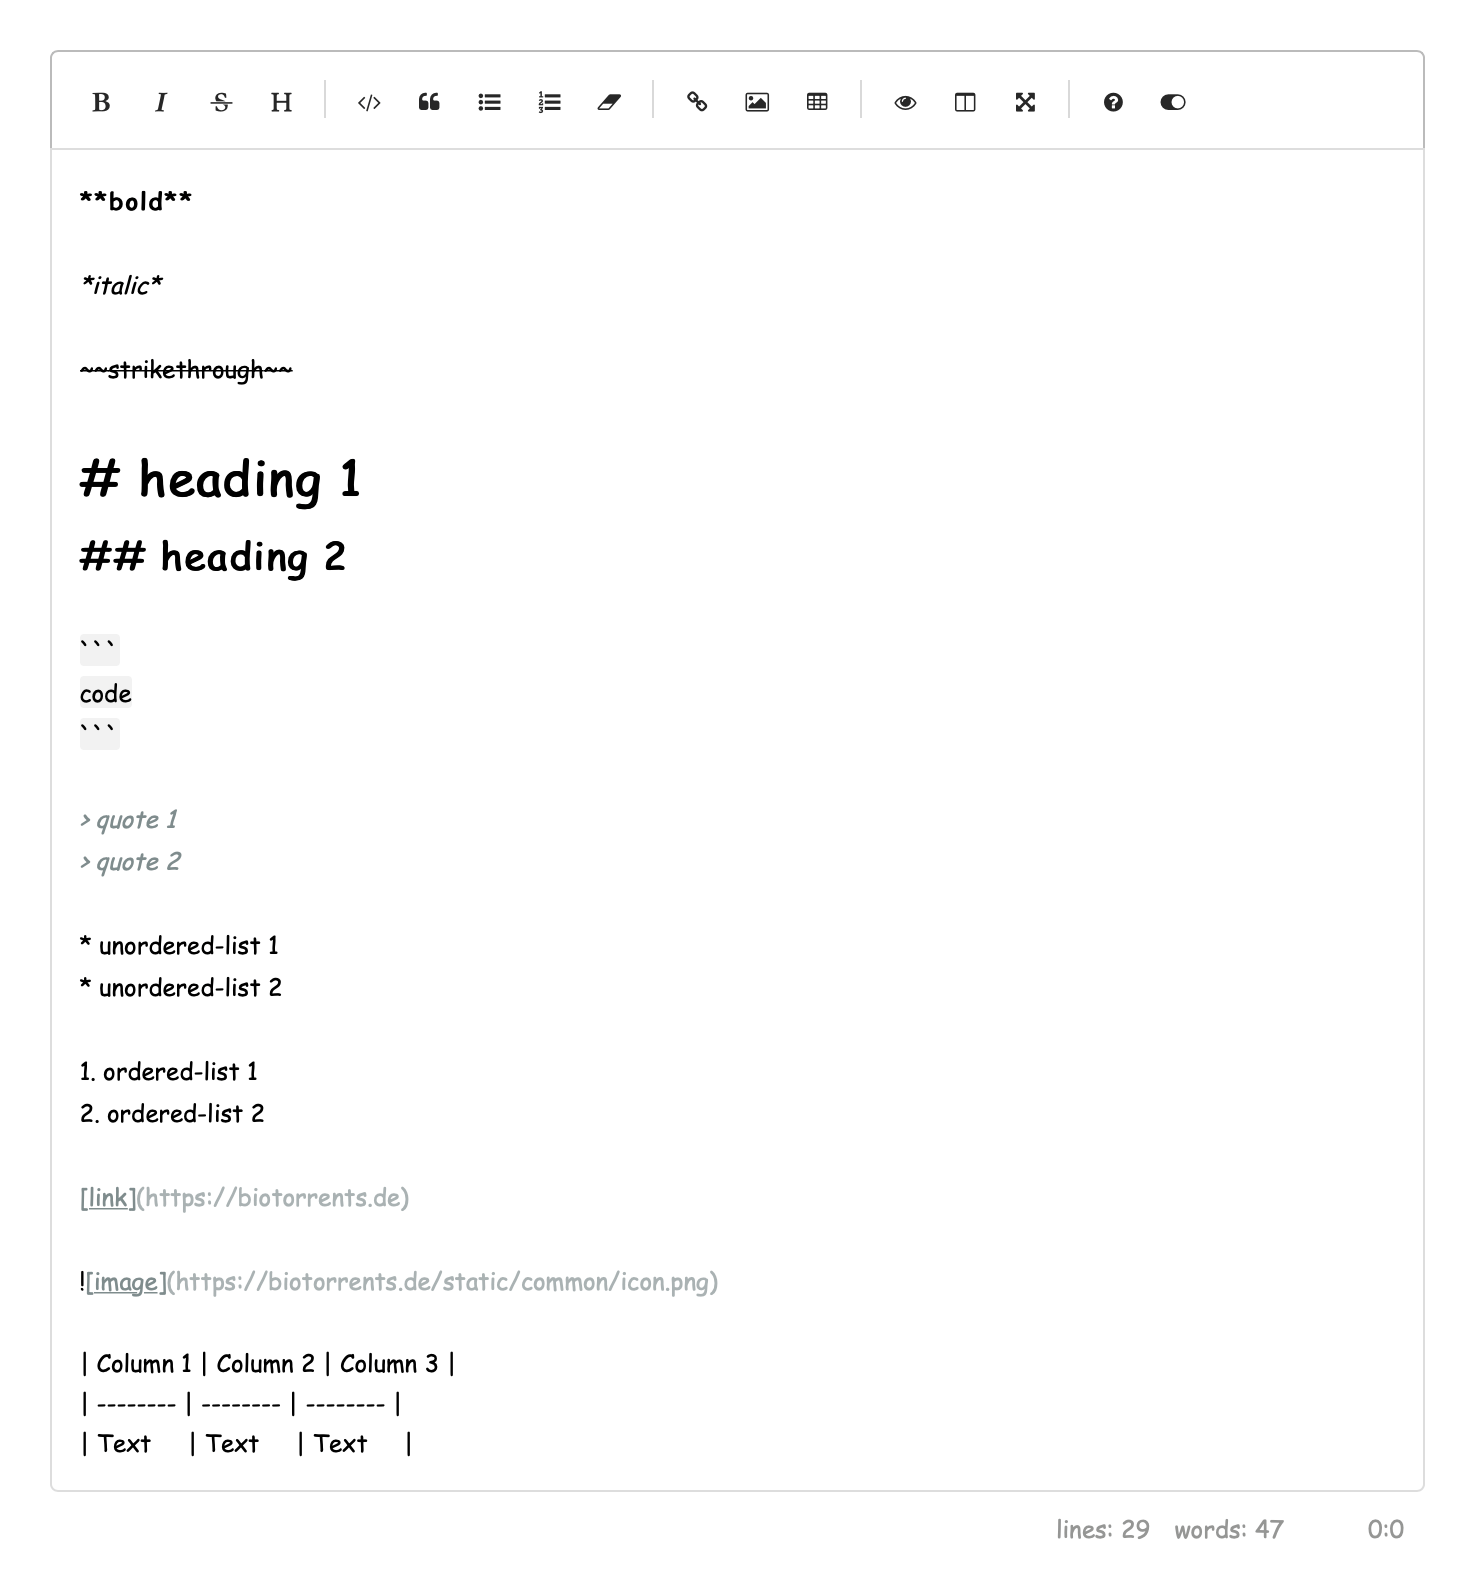 B I S H
**bold**
*italic*
~~strikethrough~~
# heading 1
## heading 2
```
code
```
> quote 1
> quote 2
* unordered-list 1
* unordered-list 2
1. ordered-list 1
2. ordered-list 2
[link](https://biotorrents.de)
![image](https://biotorrents.de/static/common/icon.png)
| Column 1 | Column 2 | Column 3 |
| -------- | -------- | -------- |
| Text     | Text     | Text     |
lines: 29 words: 47 0:0